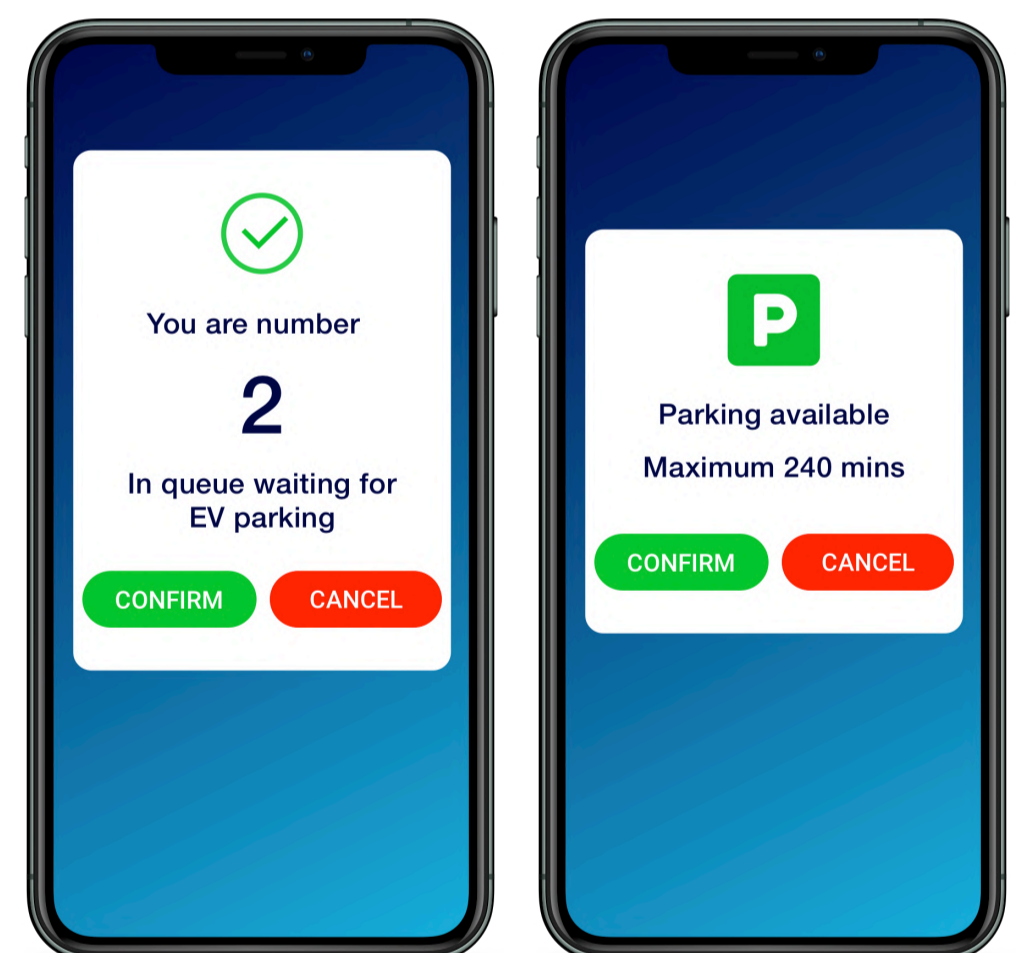 You are number
2
In queue waiting for
EV parking
CONFIRM CANCEL
P
Parking available
Maximum 240 mins
CONFIRM CANCEL